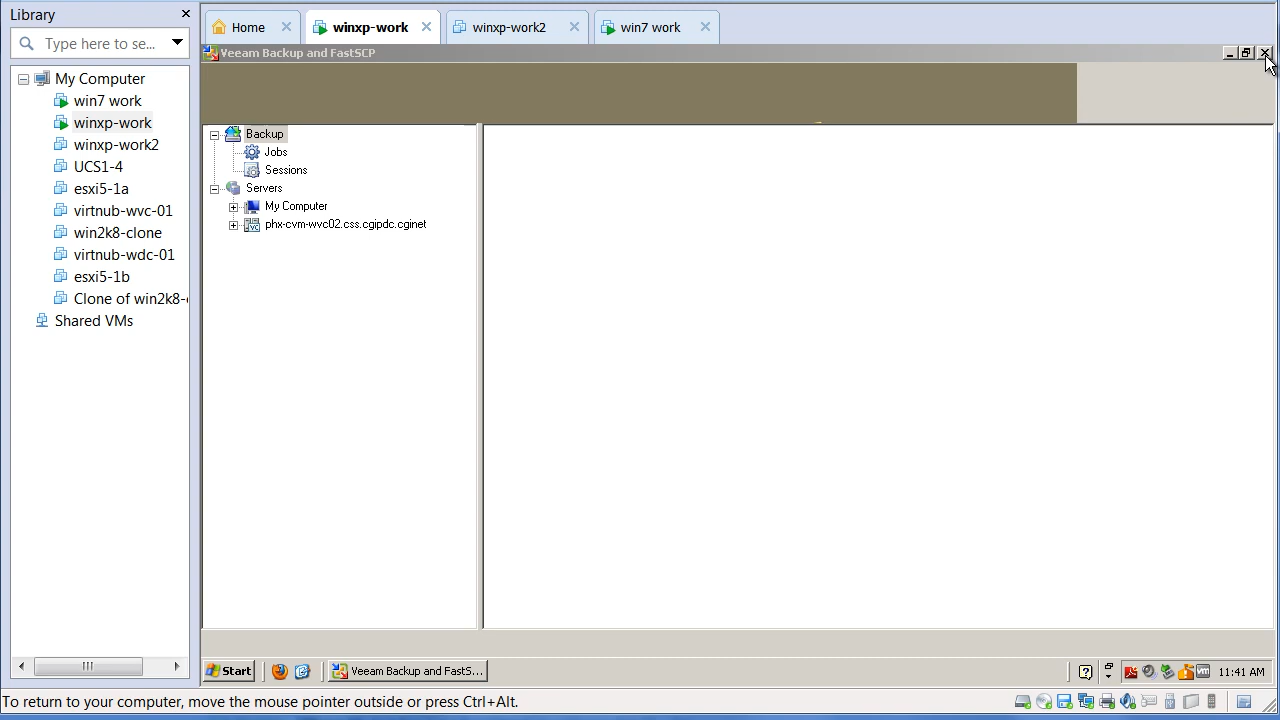 Library
Home
winxp-work
winxp-work2
win7 work
Type here to se...
Veeam Backup and FastSCP
My Computer
win7 work
winxp-work
winxp-work2
UCS1-4
esxi5-1a
virtnub-wvc-01
win2k8-clone
virtnub-wdc-01
esxi5-1b
Clone of win2k8-
Shared VMs
Backup
Jobs
Sessions
Servers
My Computer
phx-cvm-wvc02.css.cgipdc.cginet
Start
Veeam Backup and FastS...
11:41 AM
To return to your computer, move the mouse pointer outside or press Ctrl+Alt.